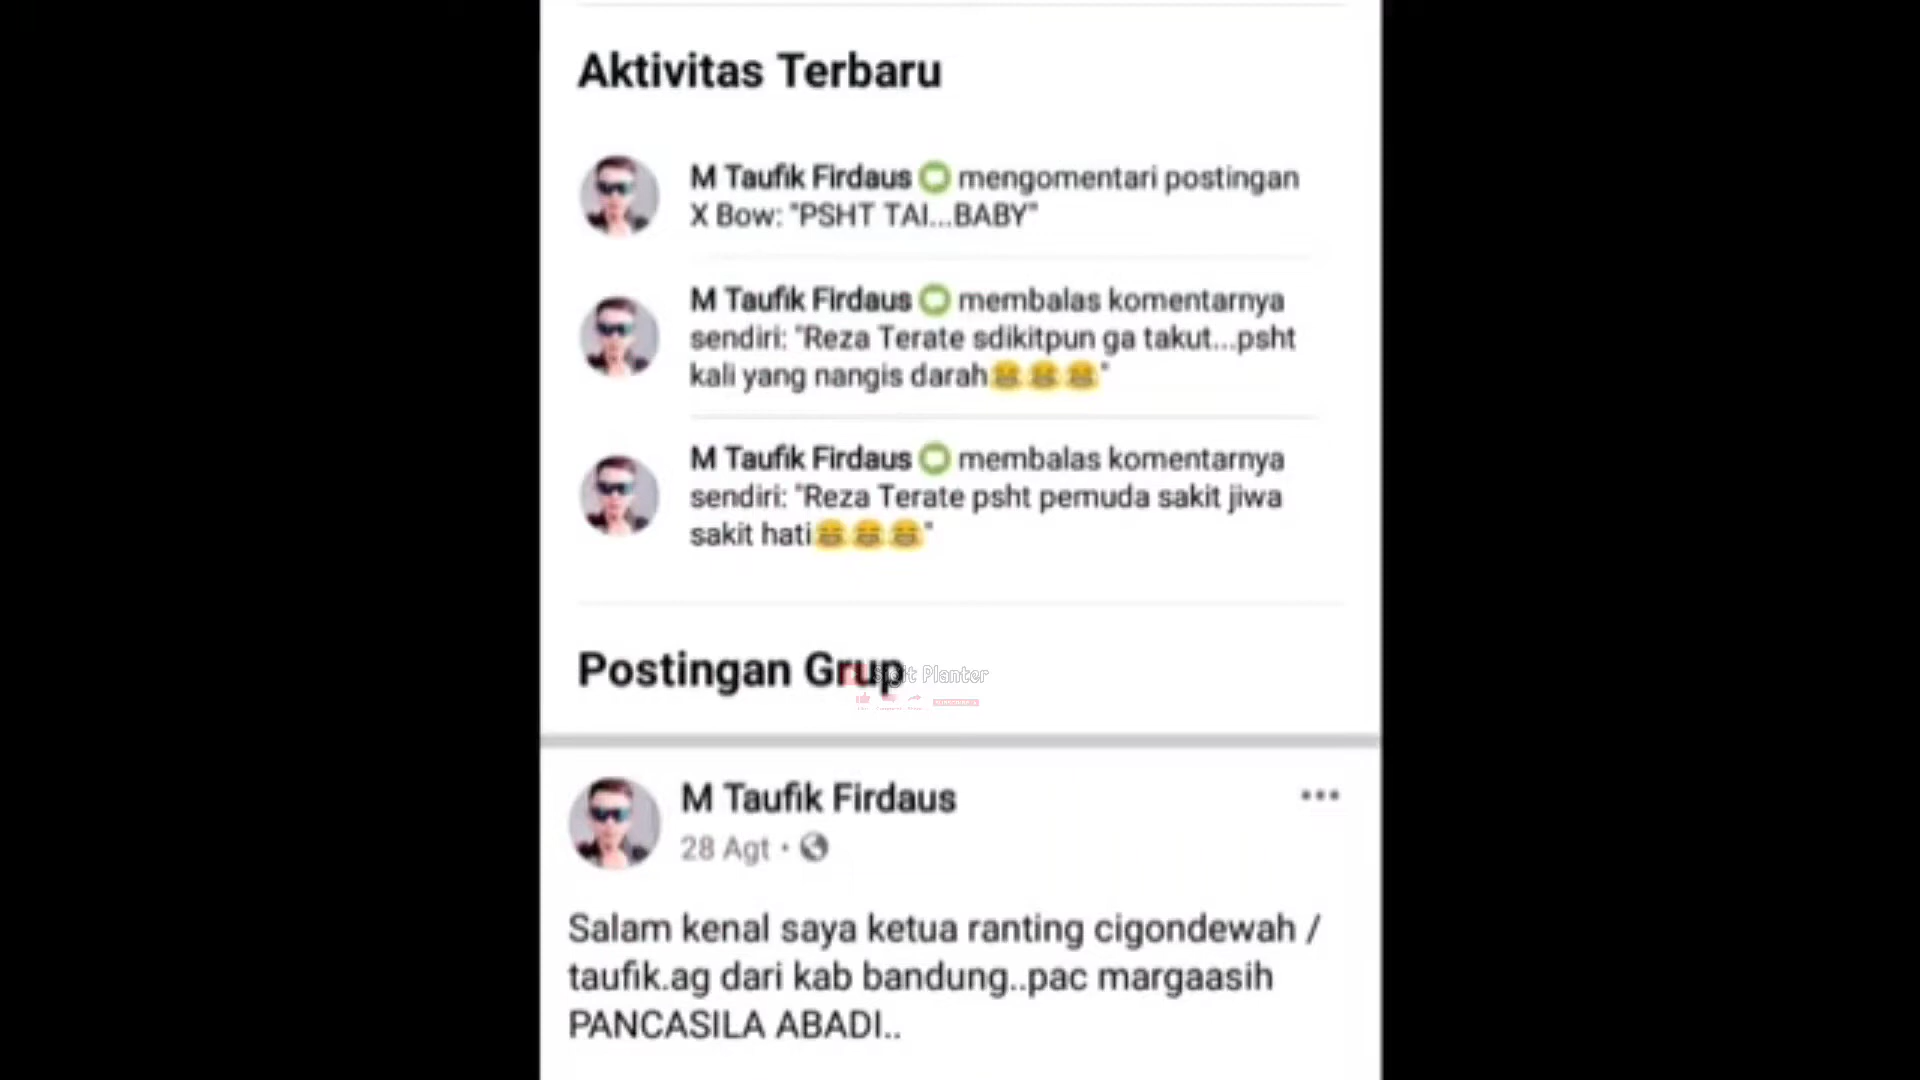 Aktivitas Terbaru
M Taufik Firdaus mengomentari postingan
X Bow: "PSHT TAI...BABY"
M Taufik Firdaus membalas komentarnya
sendiri: "Reza Terate sdikitpun ga takut...psht
kali yang nangis darah😂😂😂"
M Taufik Firdaus membalas komentarnya
sendiri: "Reza Terate psht pemuda sakit jiwa
sakit hati😂😂😂"
Postingan Grup
Sigit Planter
M Taufik Firdaus
28 Agt •
Salam kenal saya ketua ranting cigondewah /
taufik.ag dari kab bandung..pac margaasih
PANCASILA ABADI..